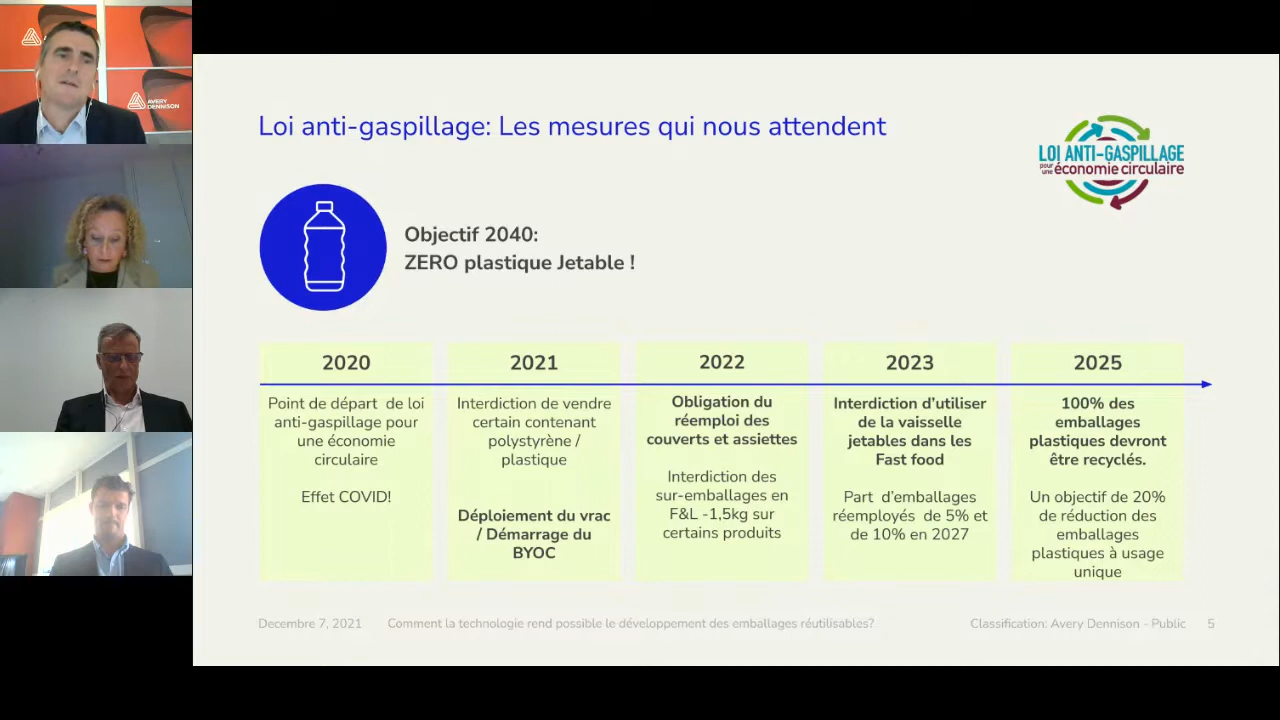 AVERY
DENNISON
Loi anti-gaspillage: Les mesures qui nous attendent
LOI ANTI-GASPILLAGE
pour une économie circulaire
Objectif 2040:
ZERO plastique Jetable !
2020
Point de départ de loi
anti-gaspillage pour
une économie
circulaire
Effet COVID!
2021
Interdiction de vendre
certain contenant
polystyrène /
plastique
Déploiement du vrac
/ Démarrage du
BYOC
2022
Obligation du
réemploi des
couverts et assiettes
Interdiction des
sur-emballages en
F&L -1,5kg sur
certains produits
2023
Interdiction d’utiliser
de la vaisselle
jetables dans les
Fast food
Part d’emballages
réemployés de 5% et
de 10% en 2027
2025
100% des
emballages
plastiques devront
être recyclés.
Un objectif de 20%
de réduction des
emballages
plastiques à usage
unique
Decembre 7, 2021 Comment la technologie rend possible le développement des emballages réutilisables? Classification: Avery Dennison - Public 5